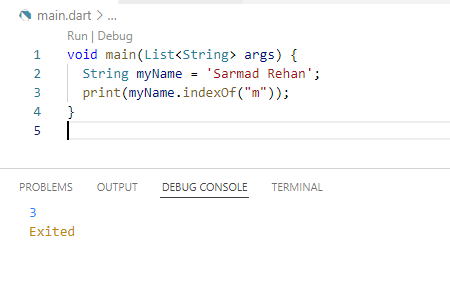 main.dart > ...
Run | Debug
1 void main(List<String> args) {
2 String myName = 'Sarmad Rehan';
3 print(myName.indexOf("m"));
4 }
5
PROBLEMS OUTPUT DEBUG CONSOLE TERMINAL
3
Exited